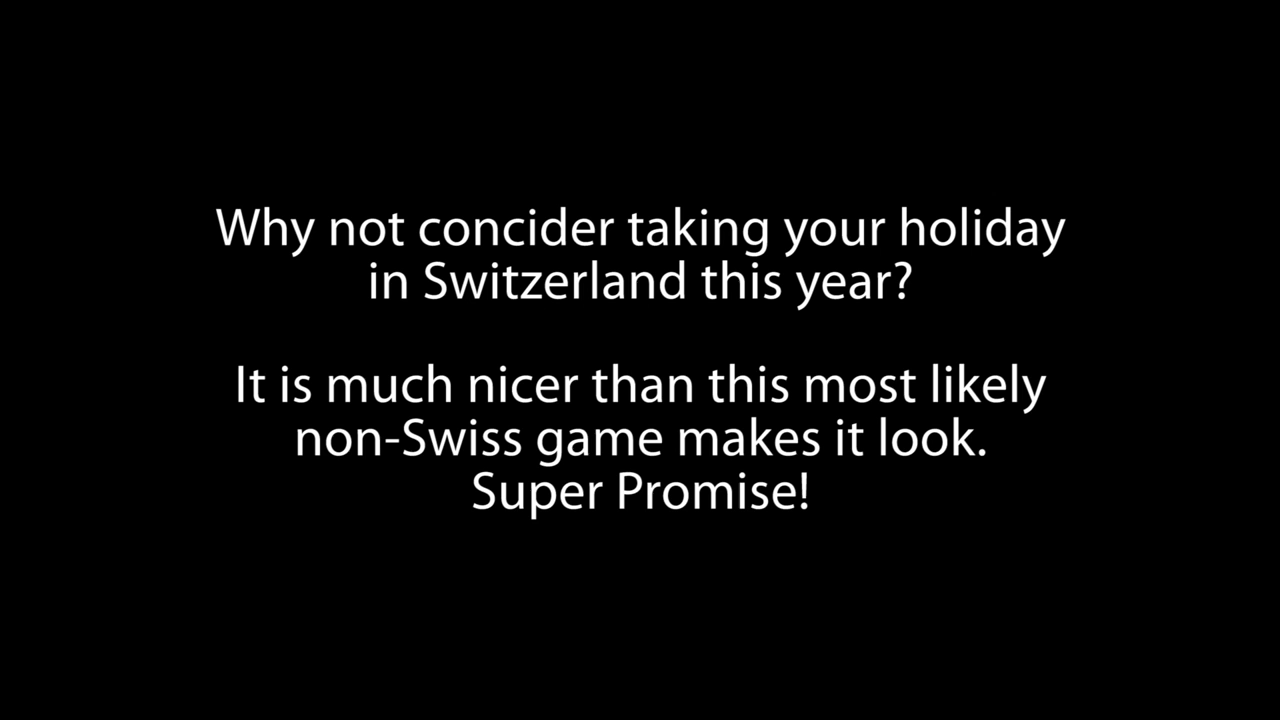 Why not concider taking your holiday
in Switzerland this year?
It is much nicer than this most likely
non-Swiss game makes it look.
Super Promise!